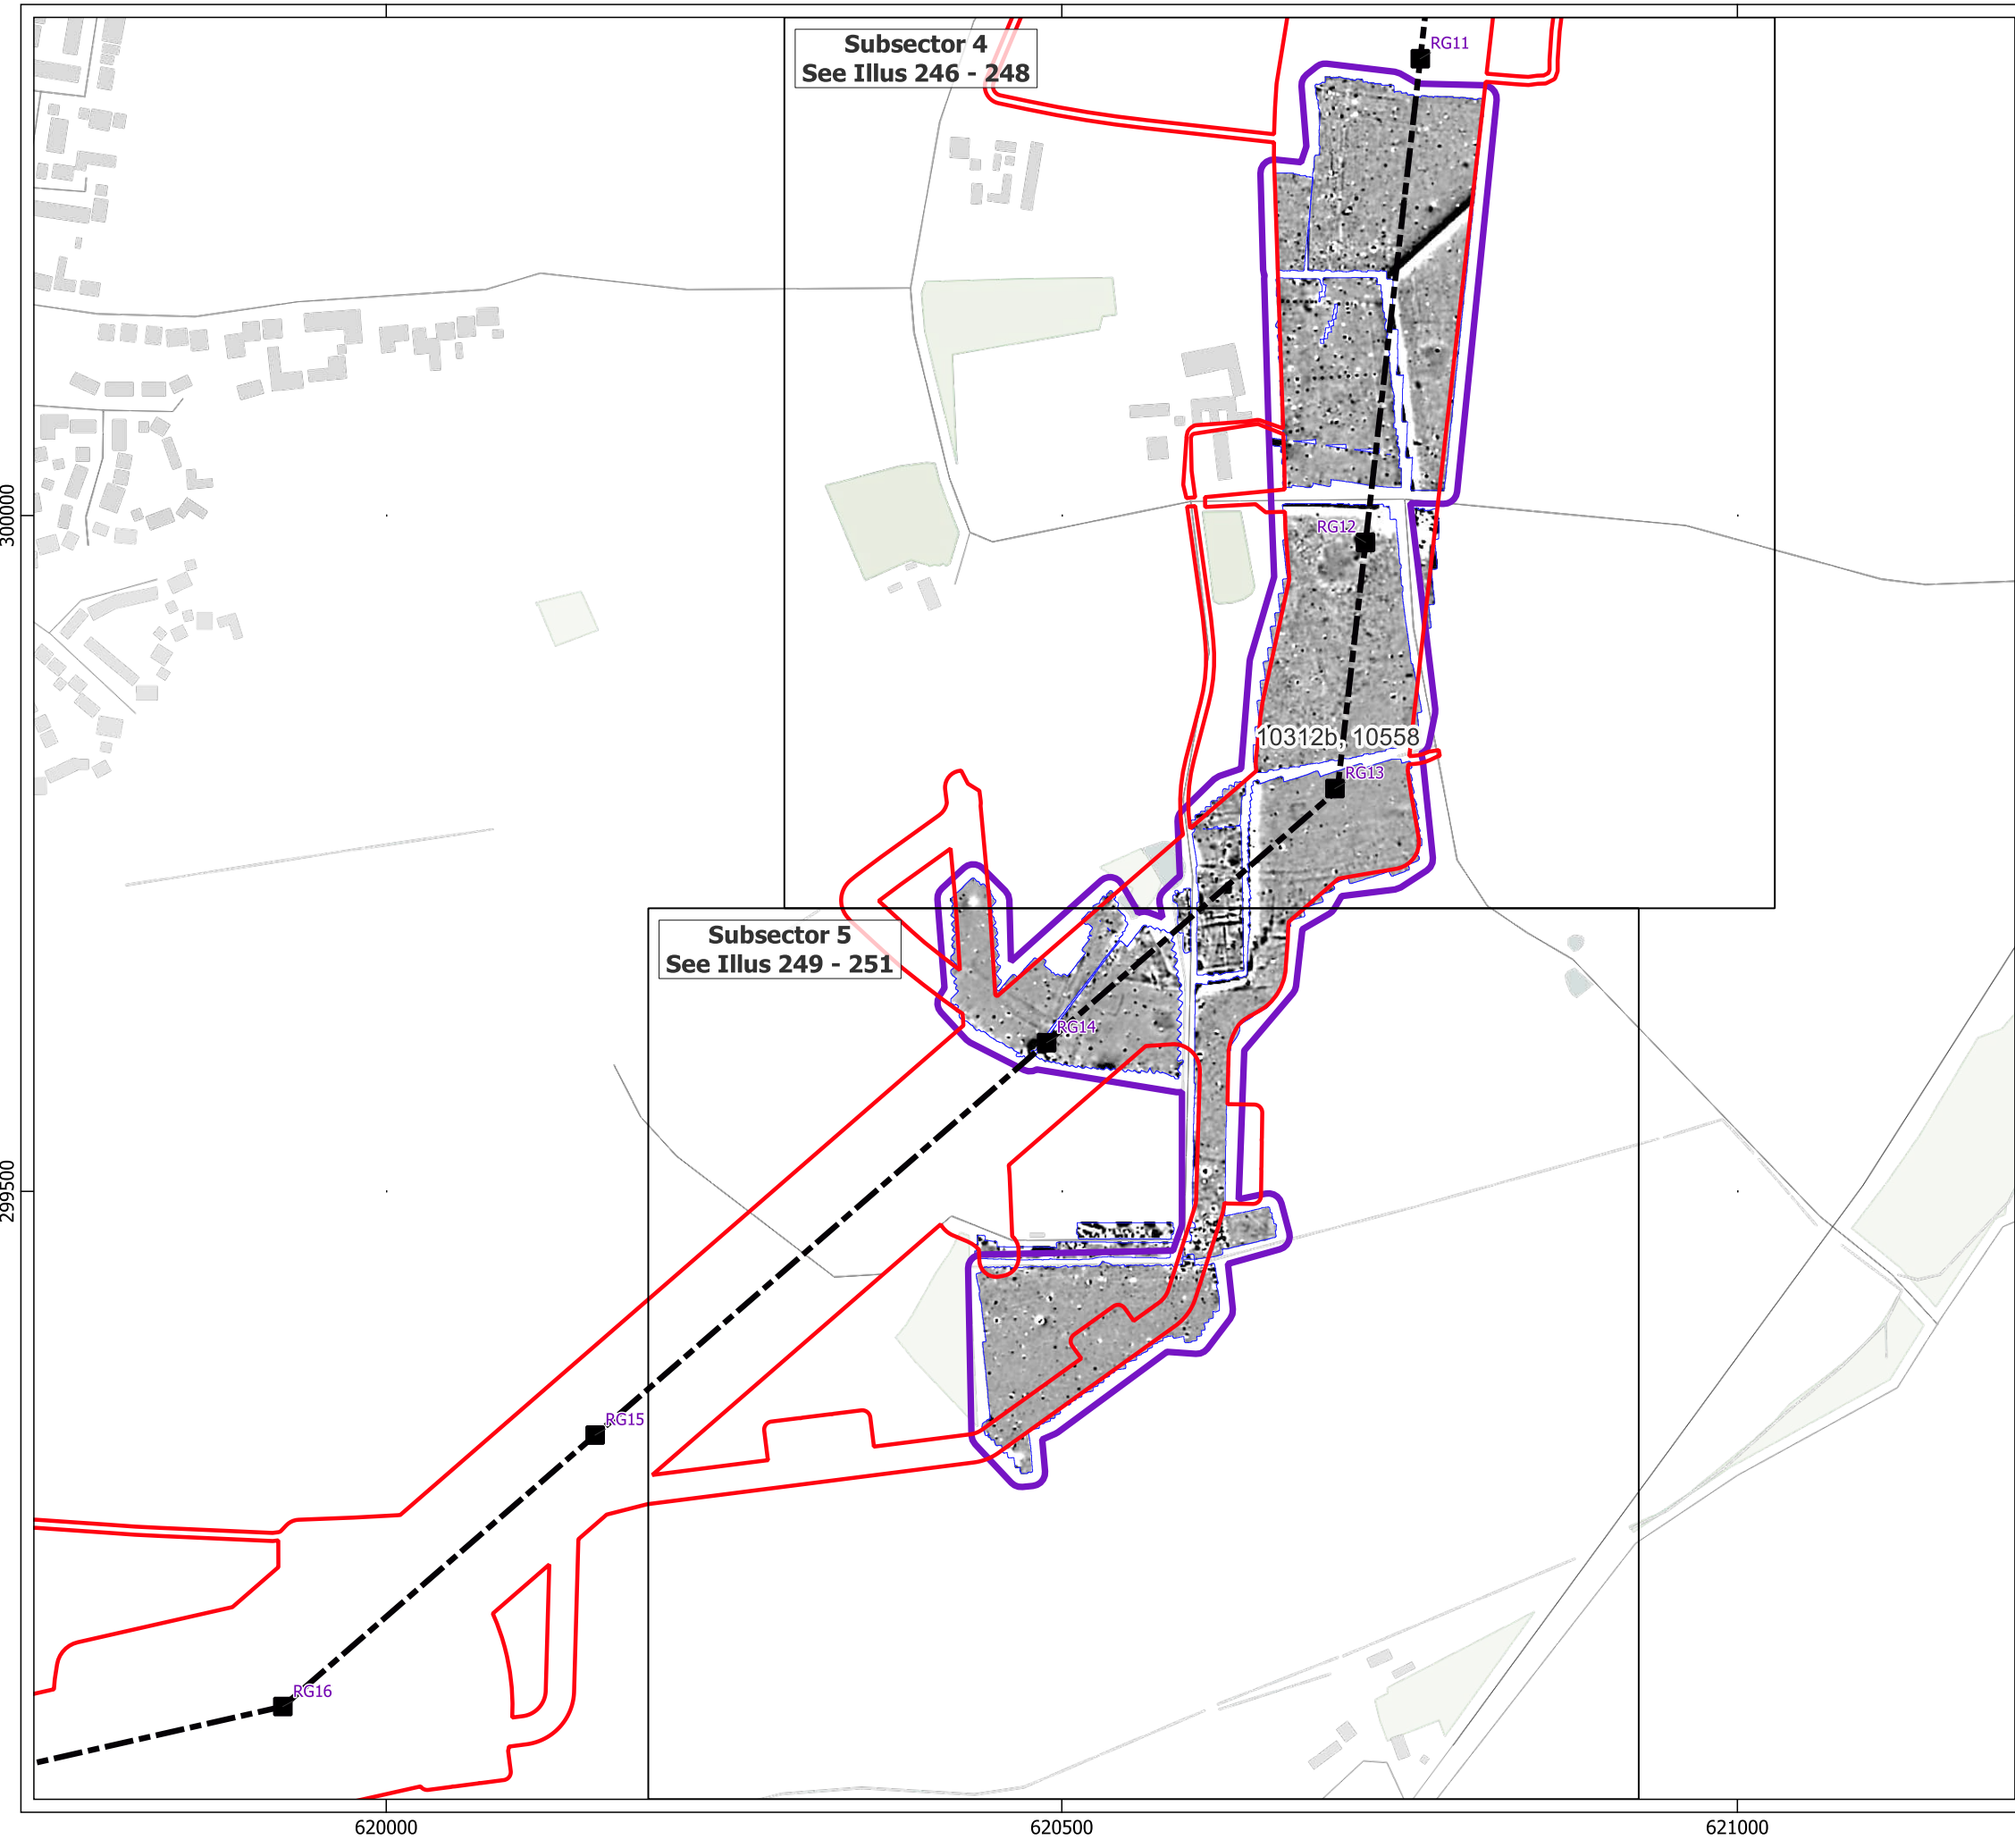 Subsector 4
See Illus 246 - 248
RG11
300000
RG12
10312b, 10558
RG13
Subsector 5
See Illus 249 - 251
RG14
299500
RG15
RG16
620000
620500
621000